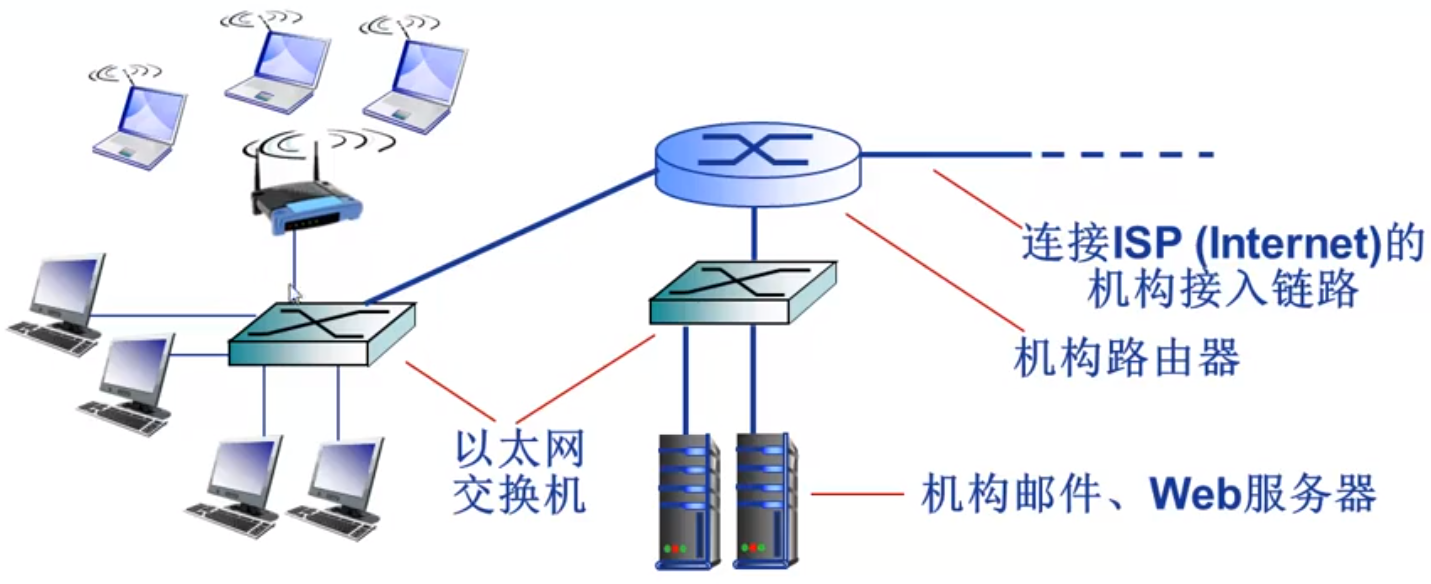 连接ISP (Internet)的
机构接入链路
机构路由器
以太网
交换机
机构邮件、Web服务器